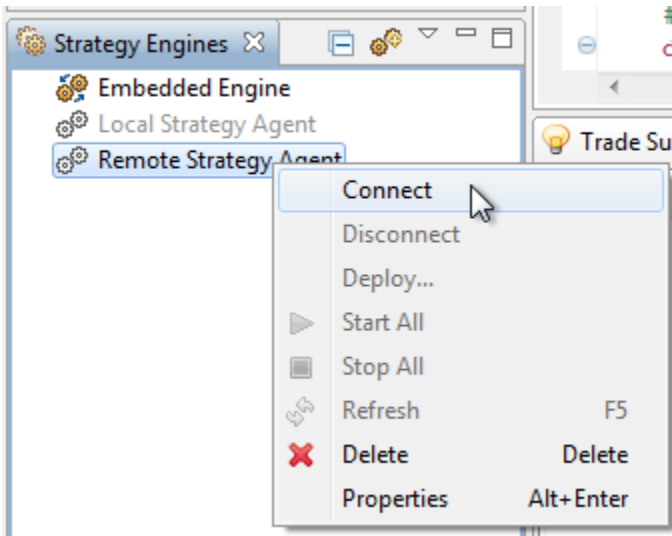 Strategy Engines
Embedded Engine
Local Strategy Agent
Remote Strategy Agent
Trade Su
Connect
Disconnect
Deploy...
Start All
Stop All
Refresh F5
Delete Delete
Properties Alt+Enter